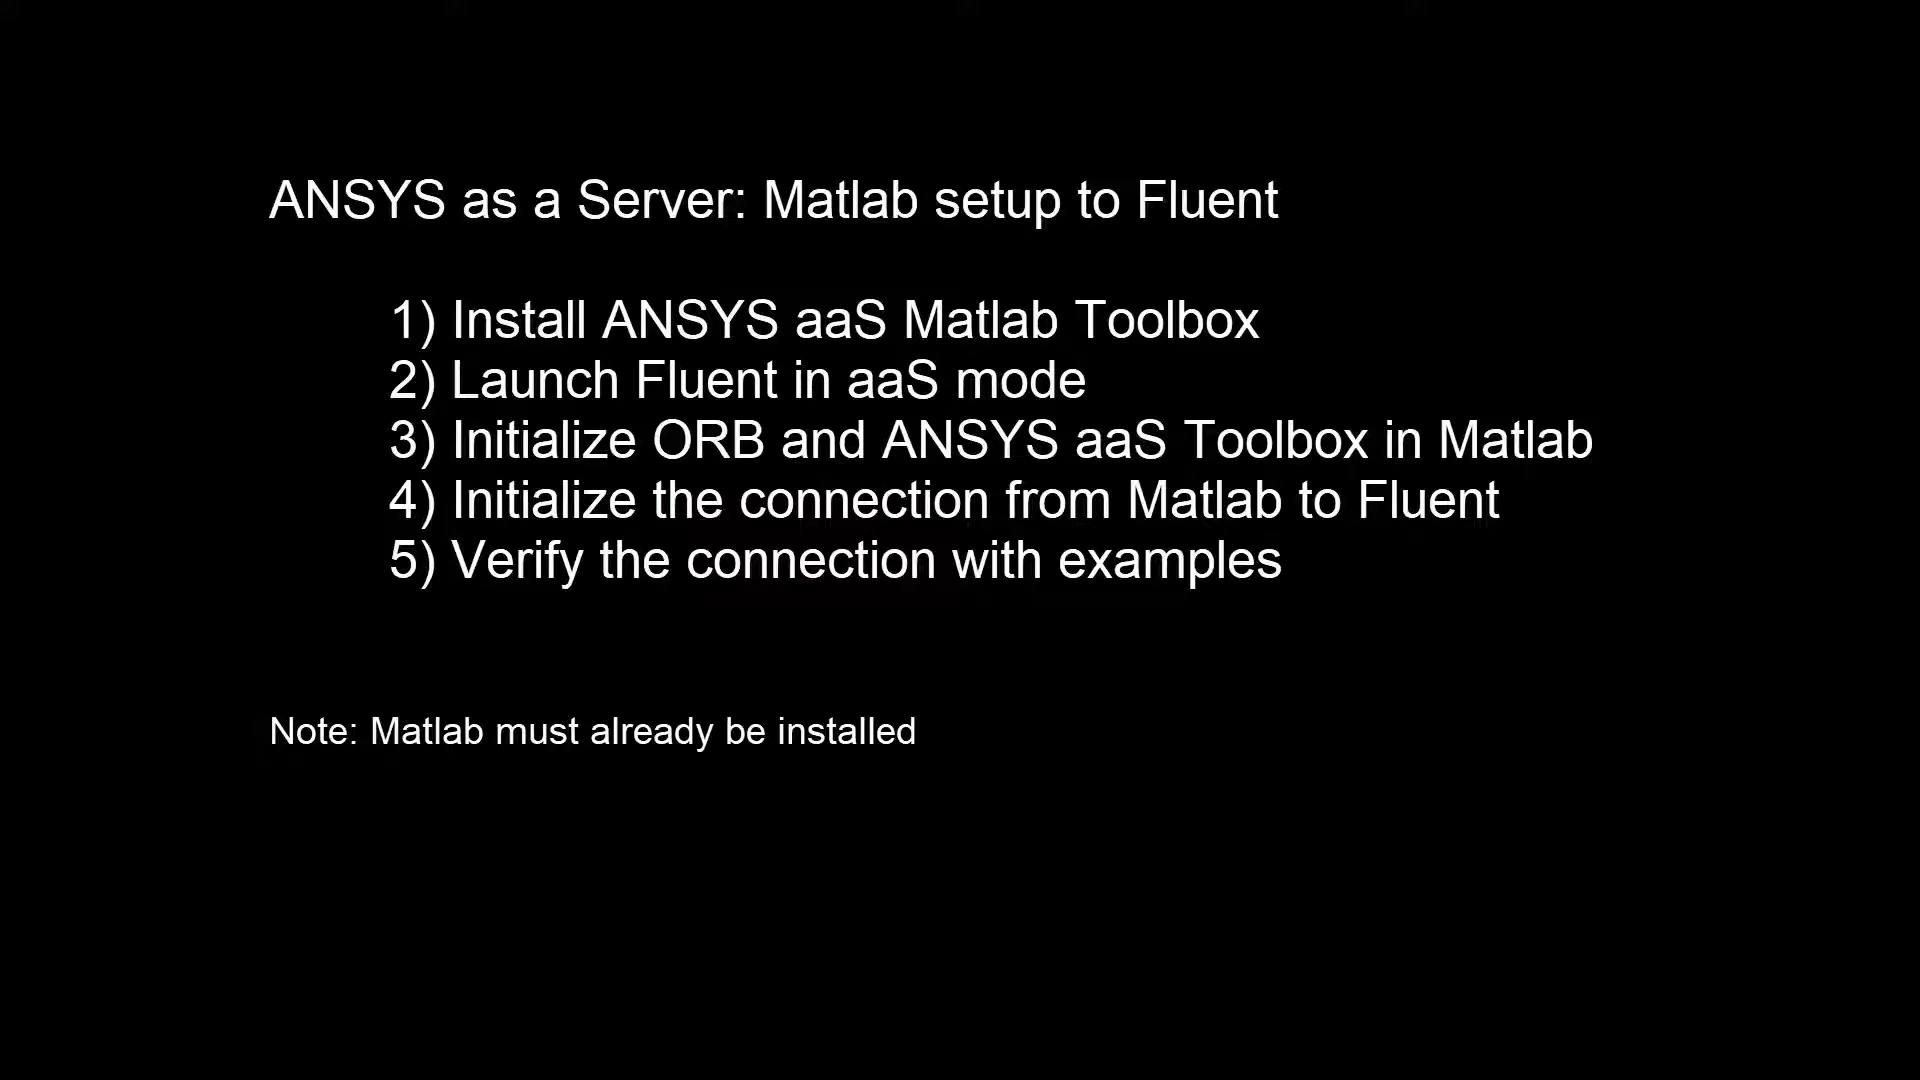 ANSYS as a Server: Matlab setup to Fluent
1) Install ANSYS aaS Matlab Toolbox
2) Launch Fluent in aaS mode
3) Initialize ORB and ANSYS aaS Toolbox in Matlab
4) Initialize the connection from Matlab to Fluent
5) Verify the connection with examples
Note: Matlab must already be installed